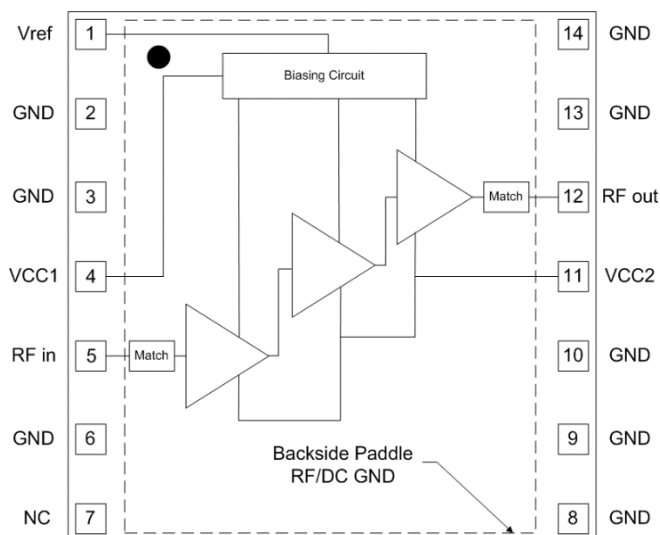 Vref 1 14 GND
Biasing Circuit
GND 2 13 GND
GND 3 Match 12 RF out
VCC1 4 11 VCC2
RF in 5 Match 10 GND
GND 6 9 GND
Backside Paddle
RF/DC GND
NC 7 8 GND